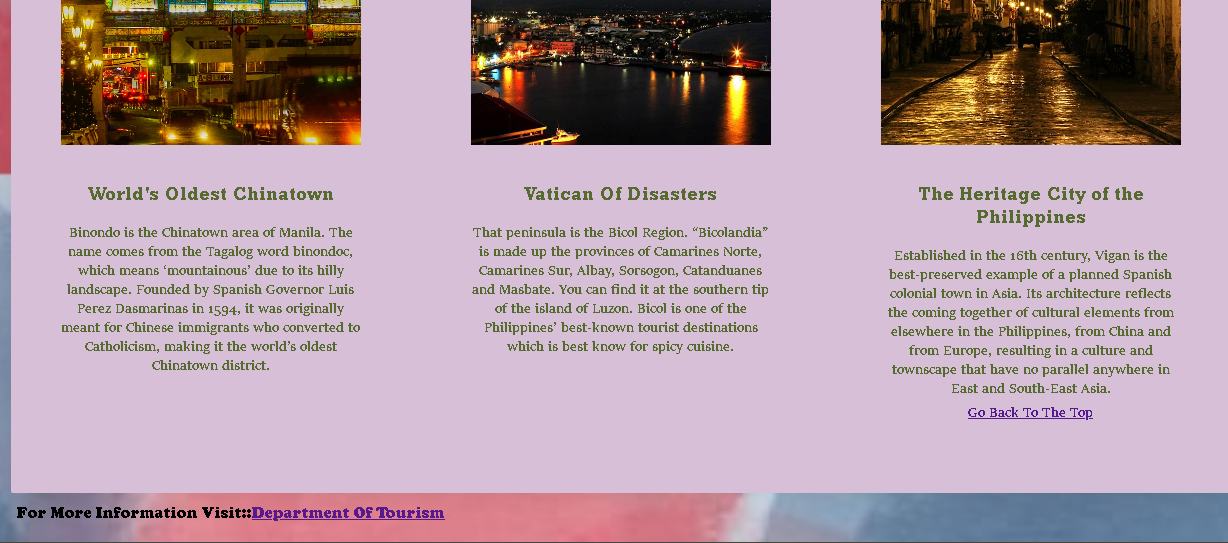 World's Oldest Chinatown
Binondo is the Chinatown area of Manila. The
name comes from the Tagalog word binondoc,
which means ‘mountainous’ due to its hilly
landscape. Founded by Spanish Governor Luis
Perez Dasmarinas in 1594, it was originally
meant for Chinese immigrants who converted to
Catholicism, making it the world’s oldest
Chinatown district.
Vatican Of Disasters
That peninsula is the Bicol Region. “Bicolandia”
is made up the provinces of Camarines Norte,
Camarines Sur, Albay, Sorsogon, Catanduanes
and Masbate. You can find it at the southern tip
of the island of Luzon. Bicol is one of the
Philippines’ best-known tourist destinations
which is best know for spicy cuisine.
The Heritage City of the
Philippines
Established in the 16th century, Vigan is the
best-preserved example of a planned Spanish
colonial town in Asia. Its architecture reflects
the coming together of cultural elements from
elsewhere in the Philippines, from China and
from Europe, resulting in a culture and
townscape that have no parallel anywhere in
East and South-East Asia.
Go Back To The Top
For More Information Visit::Department Of Tourism